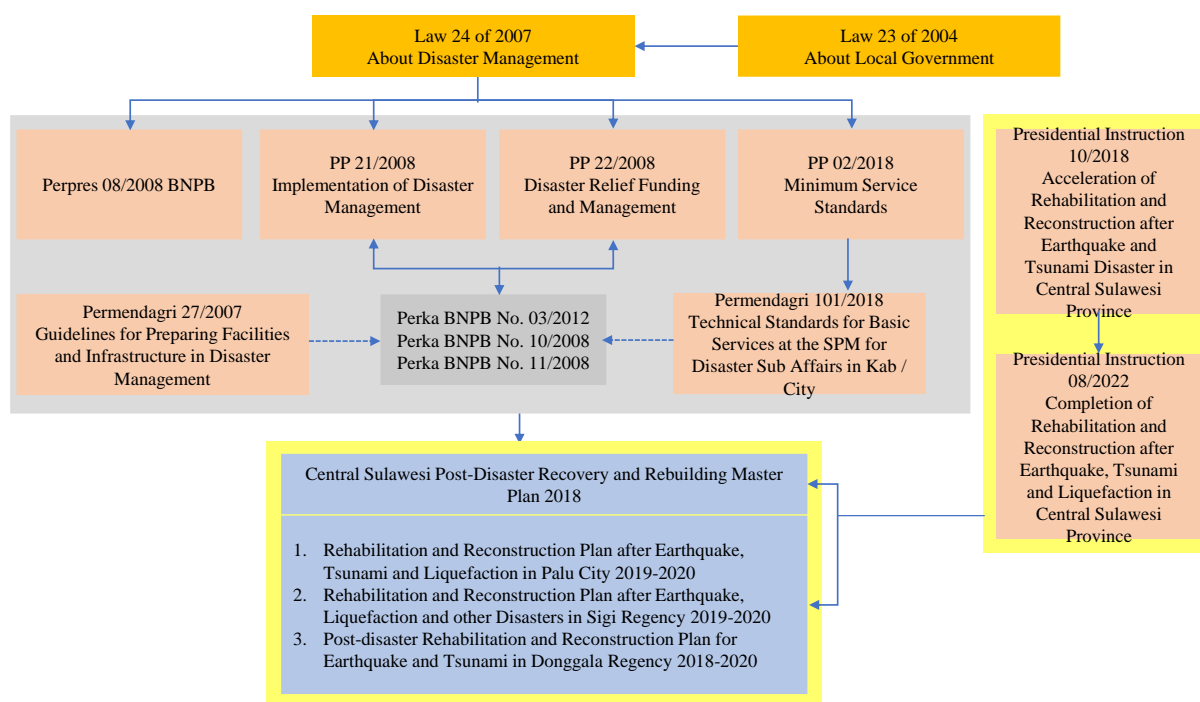 Law 24 of 2007
About Disaster Management
Law 23 of 2004
About Local Government
Perpres 08/2008 BNPB
PP 21/2008
Implementation of Disaster
Management
PP 22/2008
Disaster Relief Funding
and Management
PP 02/2018
Minimum Service
Standards
Presidential Instruction
10/2018
Acceleration of
Rehabilitation and
Reconstruction after
Earthquake and
Tsunami Disaster in
Central Sulawesi
Province
Permendagri 27/2007
Guidelines for Preparing Facilities
and Infrastructure in Disaster
Management
Perka BNPB No. 03/2012
Perka BNPB No. 10/2008
Perka BNPB No. 11/2008
Permendagri 101/2018
Technical Standards for Basic
Services at the SPM for
Disaster Sub Affairs in Kab /
City
Presidential Instruction
08/2022
Completion of
Rehabilitation and
Reconstruction after
Earthquake, Tsunami
and Liquefaction in
Central Sulawesi
Province
Central Sulawesi Post-Disaster Recovery and Rebuilding Master
Plan 2018
1. Rehabilitation and Reconstruction Plan after Earthquake,
Tsunami and Liquefaction in Palu City 2019-2020
2. Rehabilitation and Reconstruction Plan after Earthquake,
Liquefaction and other Disasters in Sigi Regency 2019-2020
3. Post-disaster Rehabilitation and Reconstruction Plan for
Earthquake and Tsunami in Donggala Regency 2018-2020